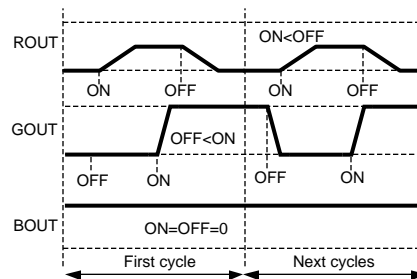 ROUT
ON<OFF
ON OFF ON OFF
GOUT
OFF<ON
OFF ON OFF ON
BOUT
ON=OFF=0
First cycle Next cycles